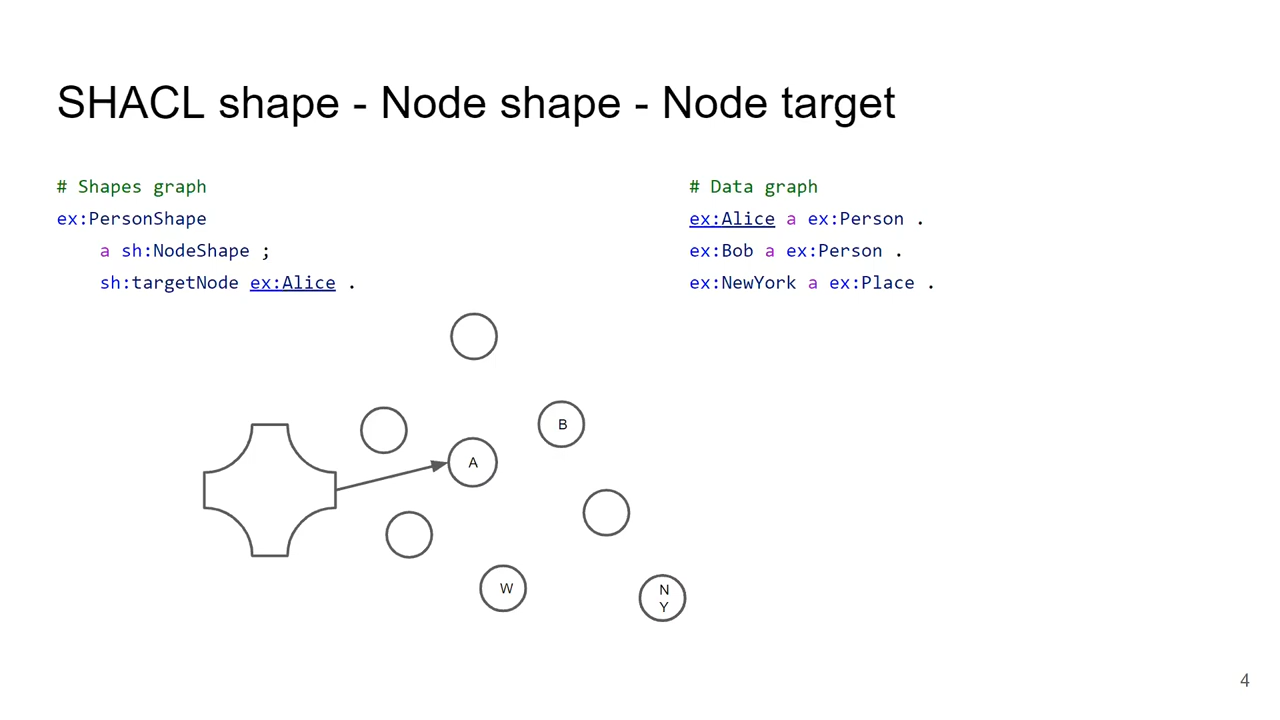 SHACL shape - Node shape - Node target
# Shapes graph
ex:PersonShape
    a sh:NodeShape ;
    sh:targetNode ex:Alice .
# Data graph
ex:Alice a ex:Person .
ex:Bob a ex:Person .
ex:NewYork a ex:Place .
B
A
W
N
Y
4